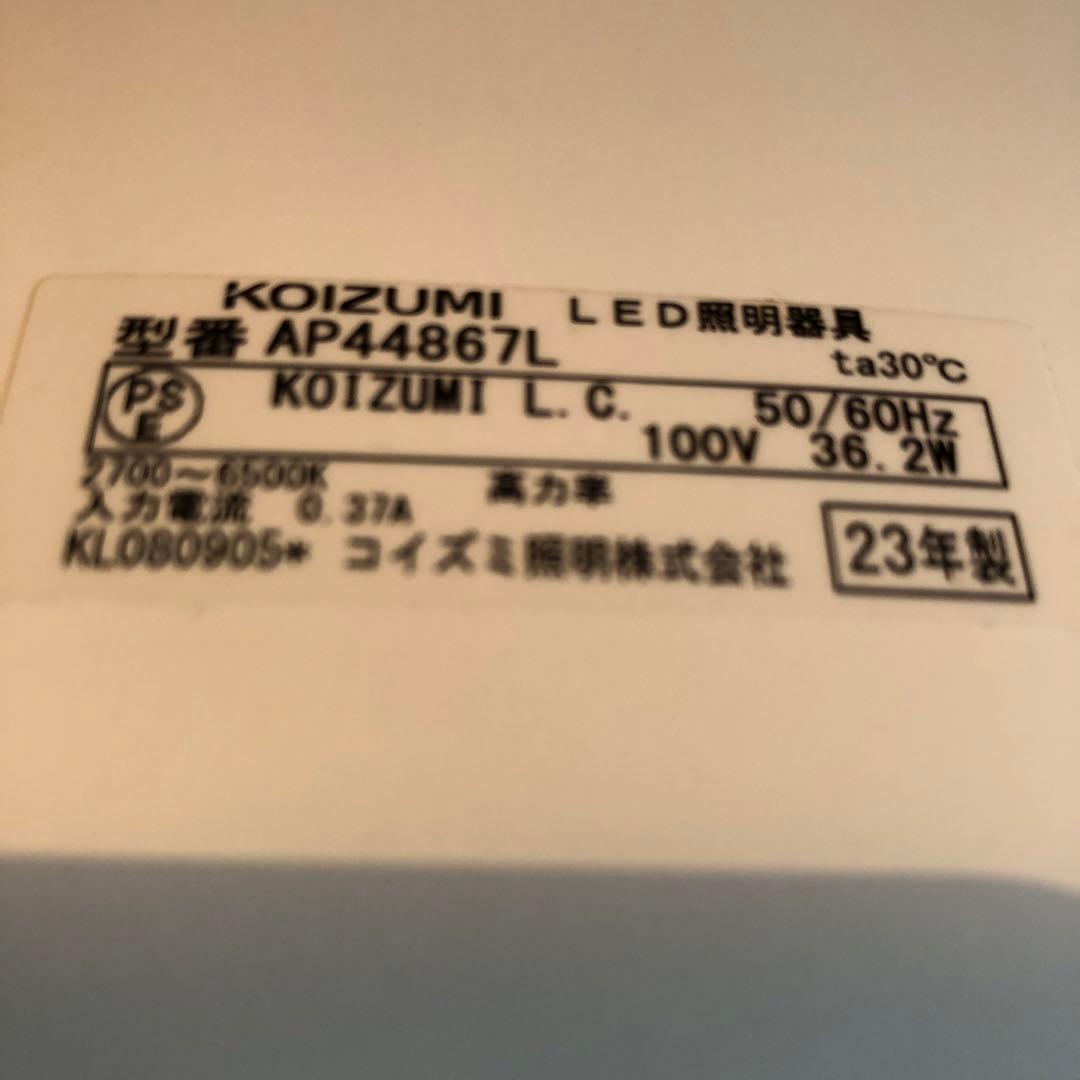 KOIZUMI LED照明器具
型番 AP44867L ta30℃
PSE KOIZUMI L.C. 50/60Hz
100V 36.2W
2700～6500K 高力率
入力電流 0.37A
KL080905* コイズミ照明株式会社 23年製